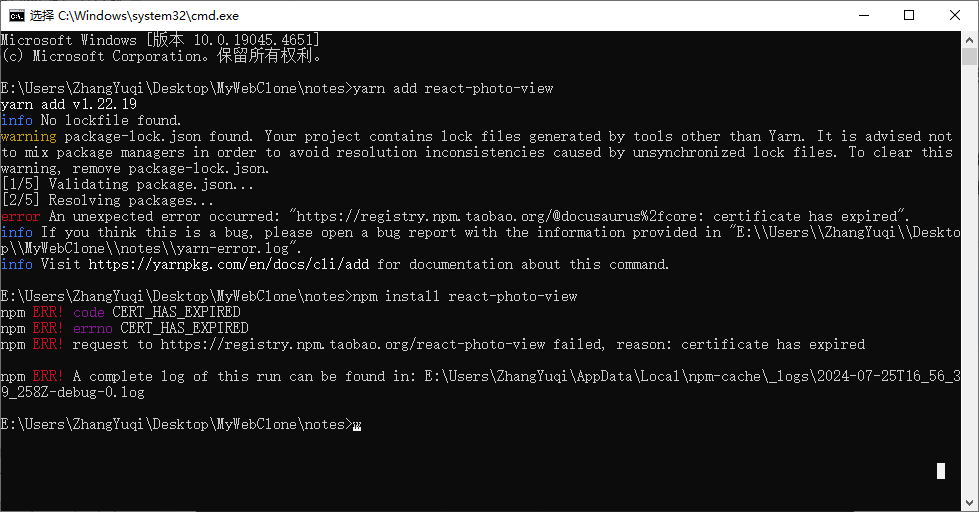 选择 C:\Windows\system32\cmd.exe
Microsoft Windows [版本 10.0.19045.4651]
(c) Microsoft Corporation。保留所有权利。
E:\Users\ZhangYuqi\Desktop\MyWebClone\notes>yarn add react-photo-view
yarn add v1.22.19
info No lockfile found.
warning package-lock.json found. Your project contains lock files generated by tools other than Yarn. It is advised not
to mix package managers in order to avoid resolution inconsistencies caused by unsynchronized lock files. To clear this
warning, remove package-lock.json.
[1/5] Validating package.json...
[2/5] Resolving packages...
error An unexpected error occurred: "https://registry.npm.taobao.org/@docusaurus%2fcore: certificate has expired".
info If you think this is a bug, please open a bug report with the information provided in "E:\\Users\\ZhangYuqi\\Deskto
p\\MyWebClone\\notes\\yarn-error.log".
info Visit https://yarnpkg.com/en/docs/cli/add for documentation about this command.
E:\Users\ZhangYuqi\Desktop\MyWebClone\notes>npm install react-photo-view
npm ERR! code CERT_HAS_EXPIRED
npm ERR! errno CERT_HAS_EXPIRED
npm ERR! request to https://registry.npm.taobao.org/react-photo-view failed, reason: certificate has expired
npm ERR! A complete log of this run can be found in: E:\Users\ZhangYuqi\AppData\Local\npm-cache\_logs\2024-07-25T16_56_3
9_258Z-debug-0.log
E:\Users\ZhangYuqi\Desktop\MyWebClone\notes>w